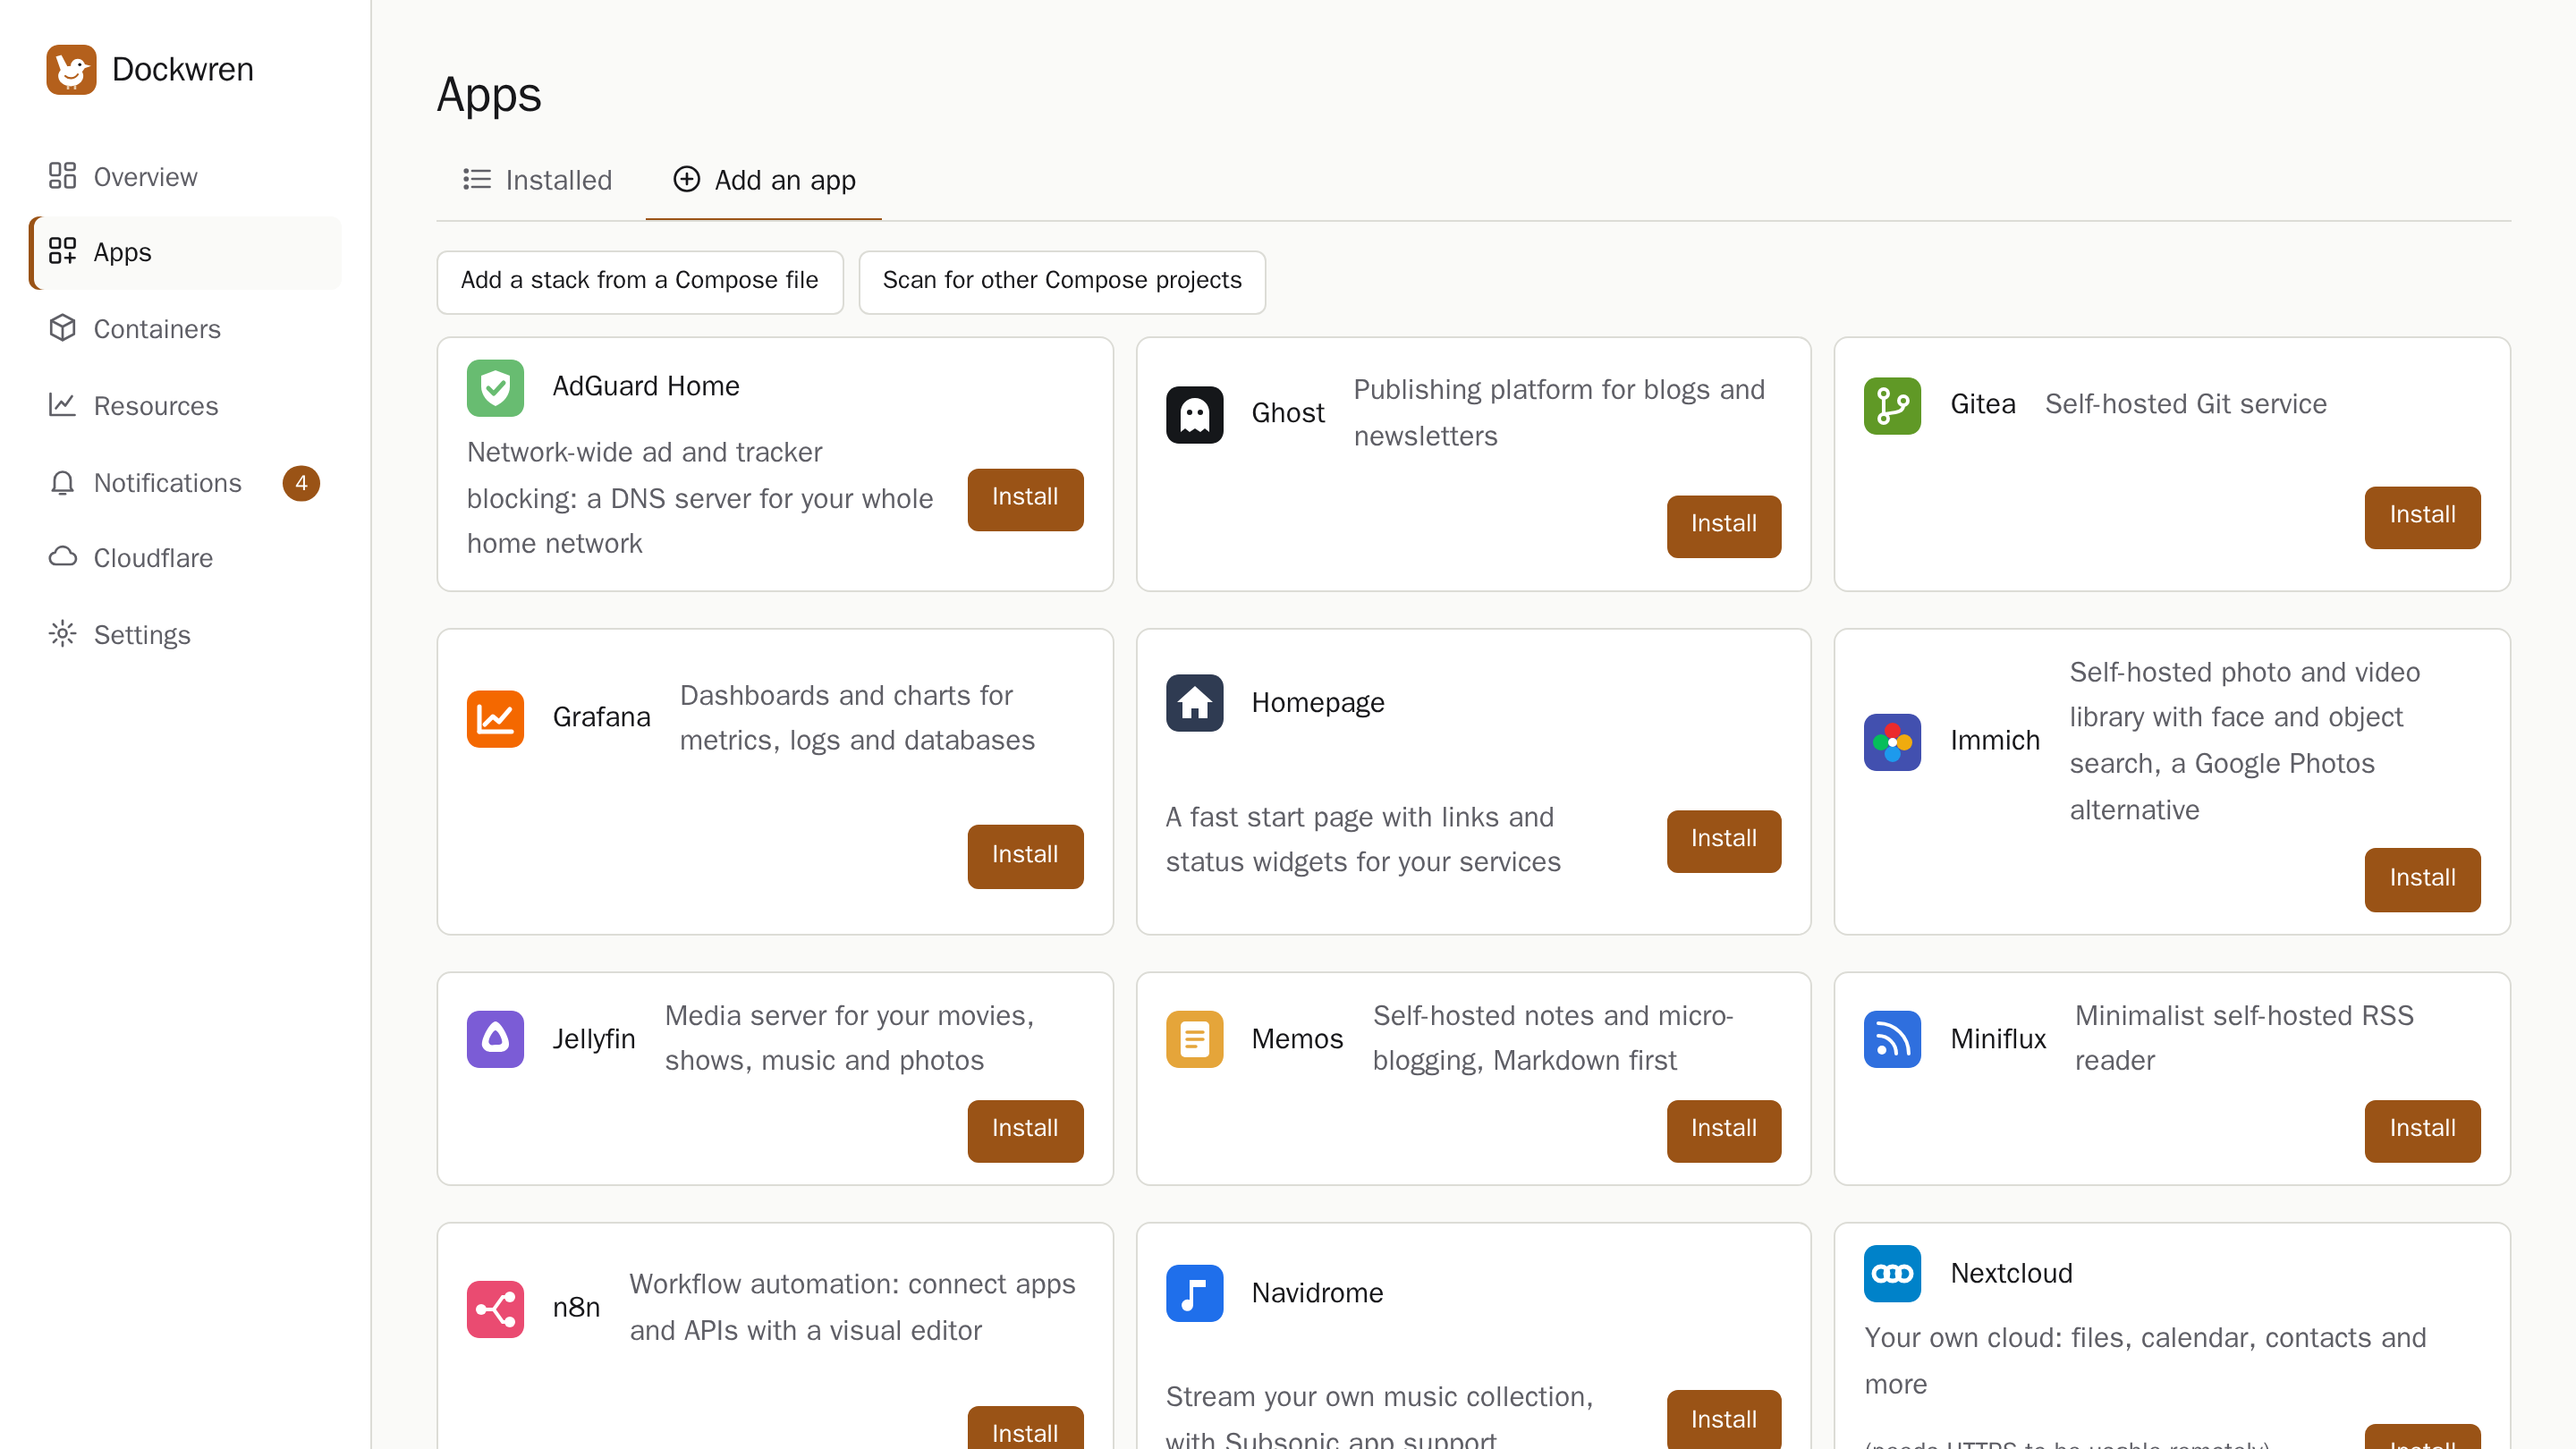 Dockwren
Overview
Apps
Containers
Resources
Notifications 4
Cloudflare
Settings
Apps
Installed
Add an app
Add a stack from a Compose file
Scan for other Compose projects
AdGuard Home
Network-wide ad and tracker
blocking: a DNS server for your whole
home network
Install
Ghost
Publishing platform for blogs and
newsletters
Install
Gitea
Self-hosted Git service
Install
Grafana
Dashboards and charts for
metrics, logs and databases
Install
Homepage
A fast start page with links and
status widgets for your services
Install
Immich
Self-hosted photo and video
library with face and object
search, a Google Photos
alternative
Install
Jellyfin
Media server for your movies,
shows, music and photos
Install
Memos
Self-hosted notes and micro-
blogging, Markdown first
Install
Miniflux
Minimalist self-hosted RSS
reader
Install
n8n
Workflow automation: connect apps
and APIs with a visual editor
Install
Navidrome
Stream your own music collection,
with Subsonic app support
Install
Nextcloud
Your own cloud: files, calendar, contacts and
more
(needs HTTPS to be usable remotely)
Install